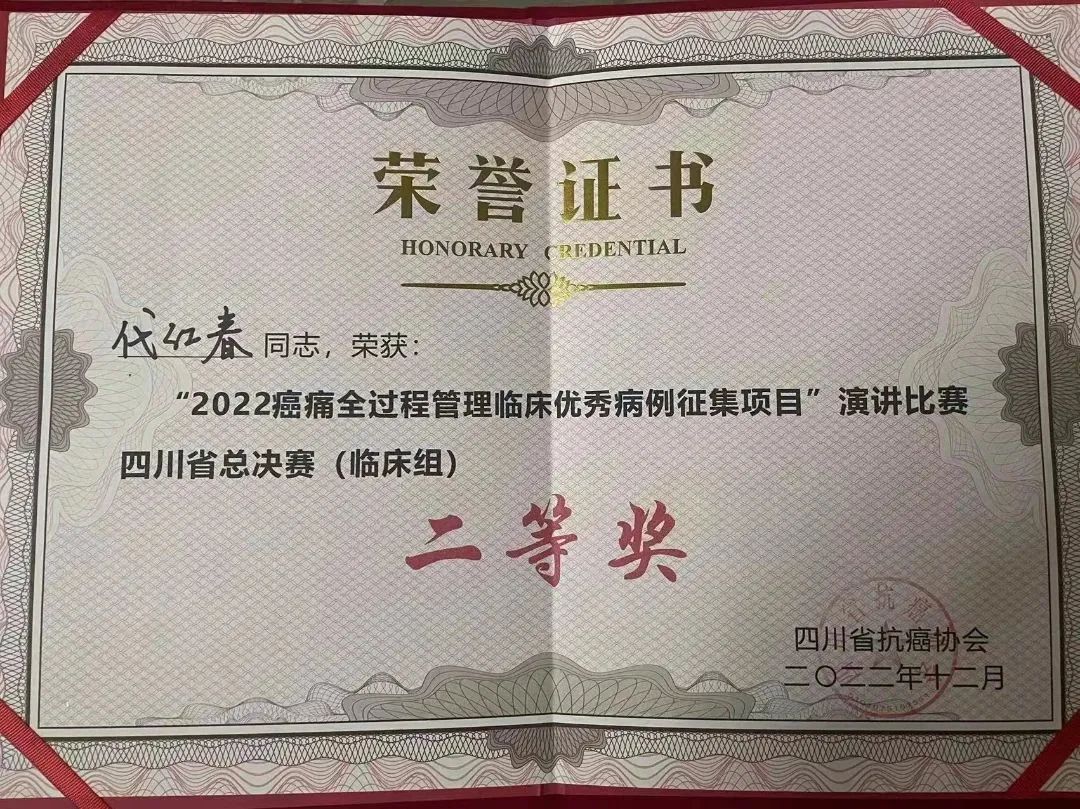 荣誉证书
HONORARY CREDENTIAL
代红春 同志，荣获：
“2022癌痛全过程管理临床优秀病例征集项目”演讲比赛
四川省总决赛（临床组）
二等奖
四川省抗癌协会
二〇二二年十二月